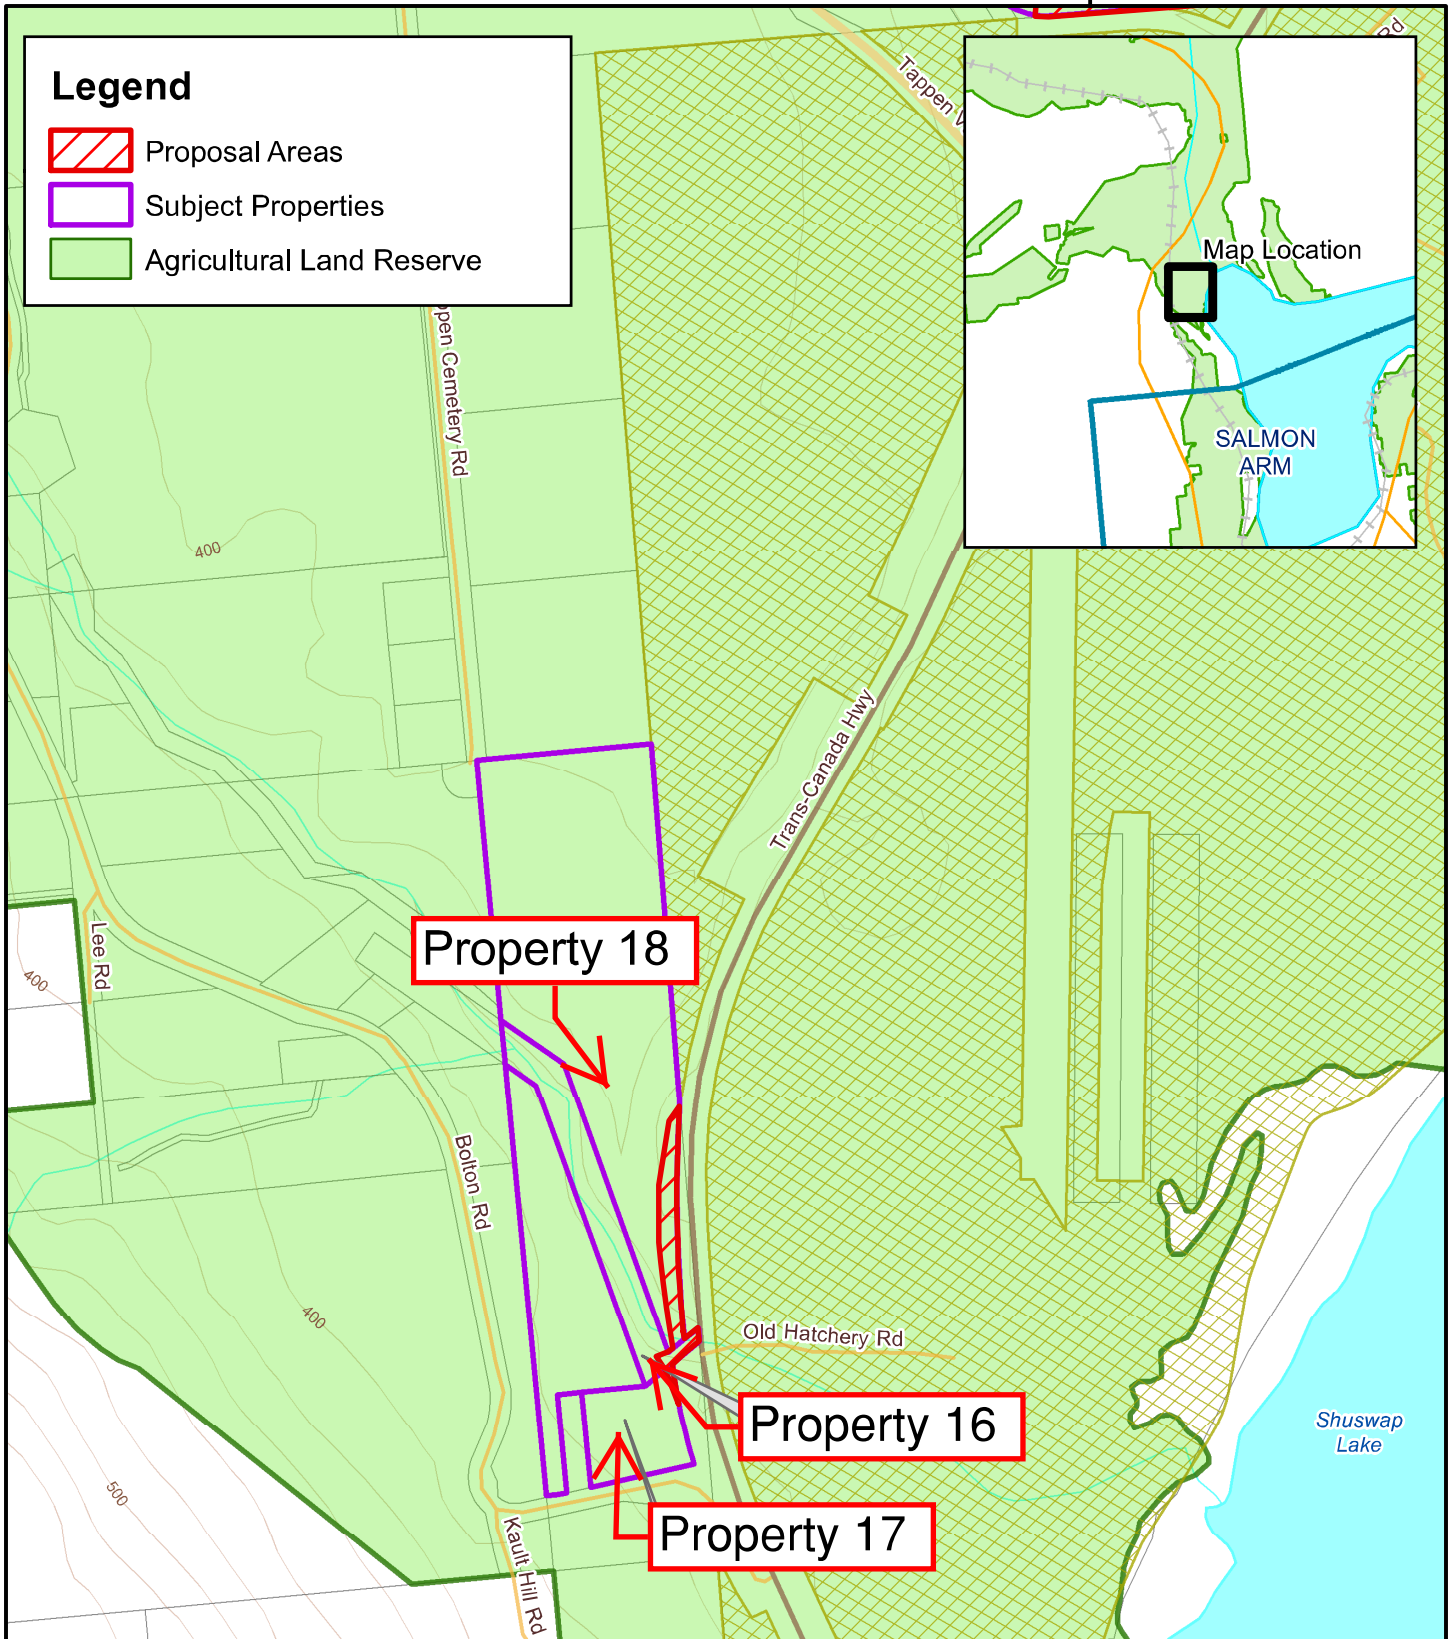 Legend
Proposal Areas
Subject Properties
Agricultural Land Reserve
Tappen
Rd
Map Location
SALMON
ARM
ppen Cemetery Rd
400
Trans-Canada Hwy
Property 18
Lee Rd
400
Bolton Rd
400
Old Hatchery Rd
Property 16
Shuswap
Lake
500
Property 17
Kault Hill Rd